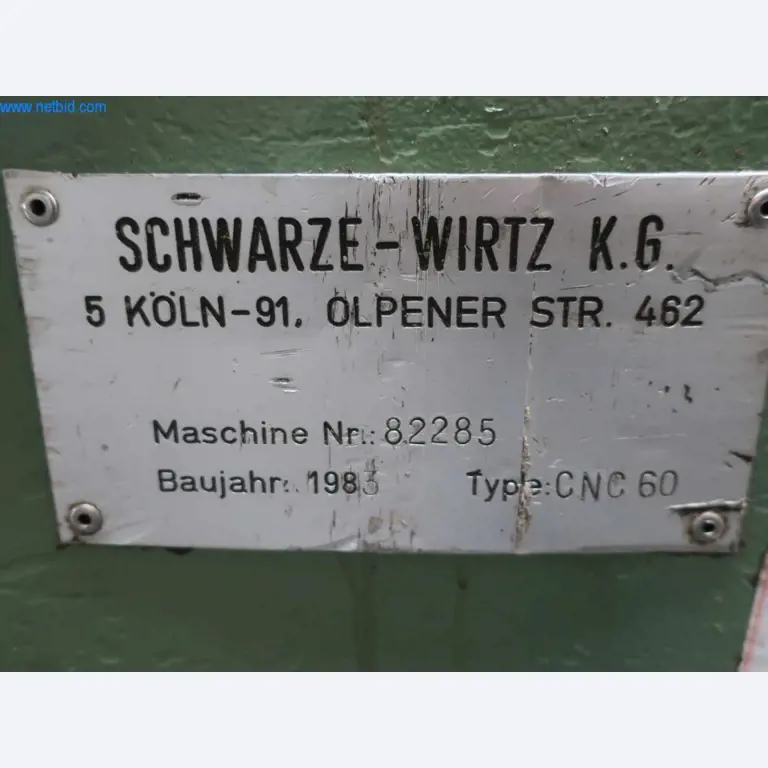 www.netbid.com
SCHWARZE-WIRTZ K.G.
5 KÖLN-91, OLPENER STR. 462
Maschine Nr.: 82285
Baujahr: 1983 Type: CNC 60